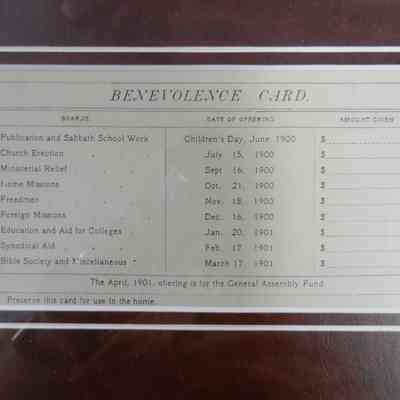 BENEVOLENCE CARD.
BOARDS. DATE OF OFFERING. AMOUNT GIVEN
Publication and Sabbath School Work Children's Day, June, 1900 $
Church Erection July 15, 1900 $
Ministerial Relief Sept 16, 1900 $
Home Missions Oct. 21, 1900 $
Freedmen Nov. 18, 1900 $
Foreign Missions Dec. 16, 1900 $
Education and Aid for Colleges Jan. 20, 1901 $
Synodical Aid Feb. 17 1901 $
Bible Society and Miscellaneous March 17, 1901 $
The April, 1901, offering is for the General Assembly Fund.
Preserve this card for use in the home.